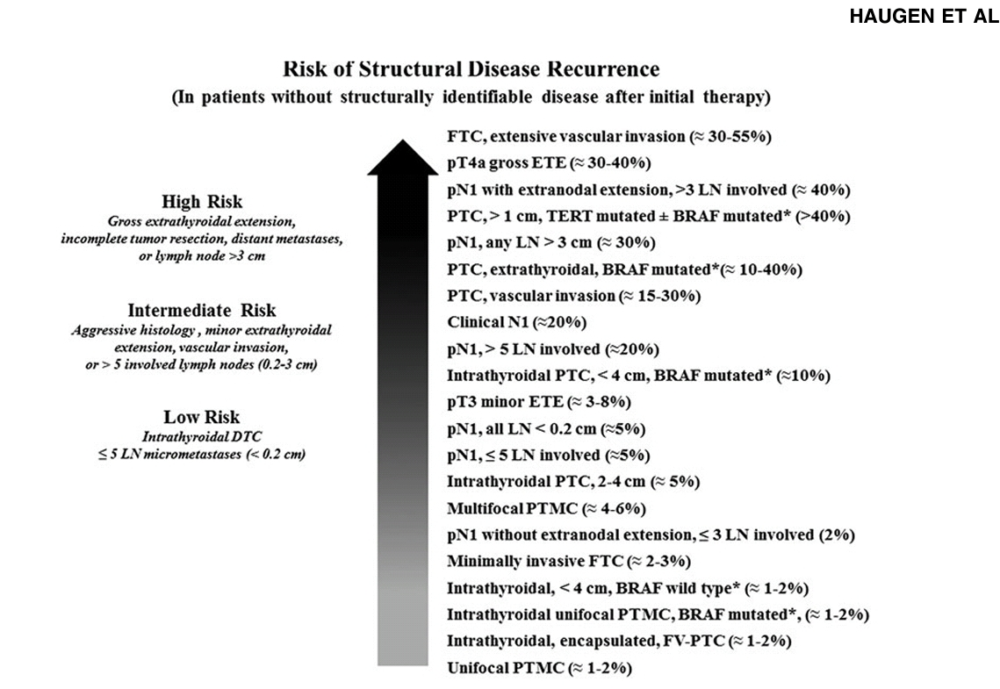 HAUGEN ET AL
Risk of Structural Disease Recurrence
(In patients without structurally identifiable disease after initial therapy)
High Risk
Gross extrathyroidal extension,
incomplete tumor resection, distant metastases,
or lymph node >3 cm
Intermediate Risk
Aggressive histology , minor extrathyroidal
extension, vascular invasion,
or > 5 involved lymph nodes (0.2-3 cm)
Low Risk
Intrathyroidal DTC
≤ 5 LN micrometastases (< 0.2 cm)
FTC, extensive vascular invasion (≈ 30-55%)
pT4a gross ETE (≈ 30-40%)
pN1 with extranodal extension, >3 LN involved (≈ 40%)
PTC, > 1 cm, TERT mutated ± BRAF mutated* (>40%)
pN1, any LN > 3 cm (≈ 30%)
PTC, extrathyroidal, BRAF mutated*(≈ 10-40%)
PTC, vascular invasion (≈ 15-30%)
Clinical N1 (≈20%)
pN1, > 5 LN involved (≈20%)
Intrathyroidal PTC, < 4 cm, BRAF mutated* (≈10%)
pT3 minor ETE (≈ 3-8%)
pN1, all LN < 0.2 cm (≈5%)
pN1, ≤ 5 LN involved (≈5%)
Intrathyroidal PTC, 2-4 cm (≈ 5%)
Multifocal PTMC (≈ 4-6%)
pN1 without extranodal extension, ≤ 3 LN involved (2%)
Minimally invasive FTC (≈ 2-3%)
Intrathyroidal, < 4 cm, BRAF wild type* (≈ 1-2%)
Intrathyroidal unifocal PTMC, BRAF mutated*, (≈ 1-2%)
Intrathyroidal, encapsulated, FV-PTC (≈ 1-2%)
Unifocal PTMC (≈ 1-2%)